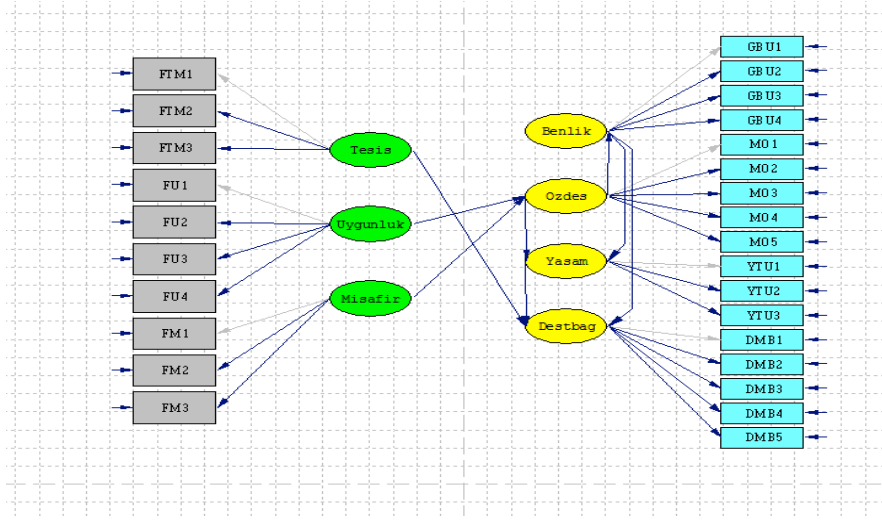 FTM1
FTM2
FTM3
FU1
FU2
FU3
FU4
FM1
FM2
FM3
Tesis
Uygunluk
Misafir
Benlik
Ozdes
Yasam
Destbag
GBU1
GBU2
GBU3
GBU4
MO1
MO2
MO3
MO4
MO5
YTU1
YTU2
YTU3
DMB1
DMB2
DMB3
DMB4
DMB5